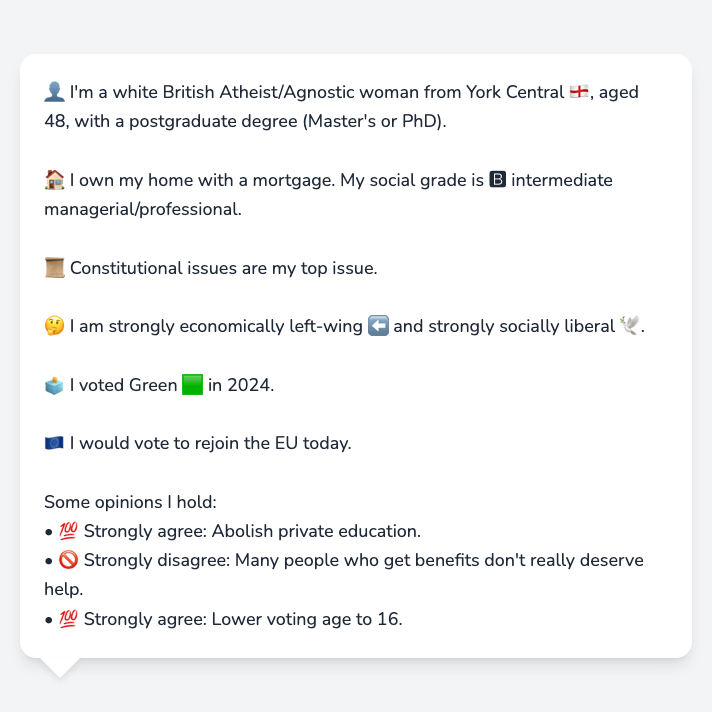 👤 I'm a white British Atheist/Agnostic woman from York Central 🏴󠁧󠁢󠁥󠁮󠁧󠁿, aged
48, with a postgraduate degree (Master's or PhD).
🏠 I own my home with a mortgage. My social grade is 🅱 intermediate
managerial/professional.
📜 Constitutional issues are my top issue.
🤔 I am strongly economically left-wing ⬅️ and strongly socially liberal 🕊️.
🗳️ I voted Green 🟩 in 2024.
🇪🇺 I would vote to rejoin the EU today.
Some opinions I hold:
• 💯 Strongly agree: Abolish private education.
• 🚫 Strongly disagree: Many people who get benefits don't really deserve
help.
• 💯 Strongly agree: Lower voting age to 16.